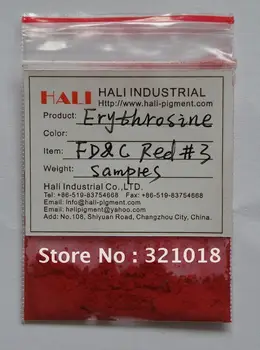 HALI
HALI INDUSTRIAL
Http://www.hali-pigment.com
Product: Erythrosine
Color:
Item: FD&C Red #3
Weight: Samples
Hali Industrial Co.,LTD.
Tel: +86-519-83754668
Fax: +86-519-83754668
Email: info@hali-pigment.com
Email: halipigment@yahoo.com
Add: No.108, Shiyuan Road, Changzhou City, China.
Store No: 321018